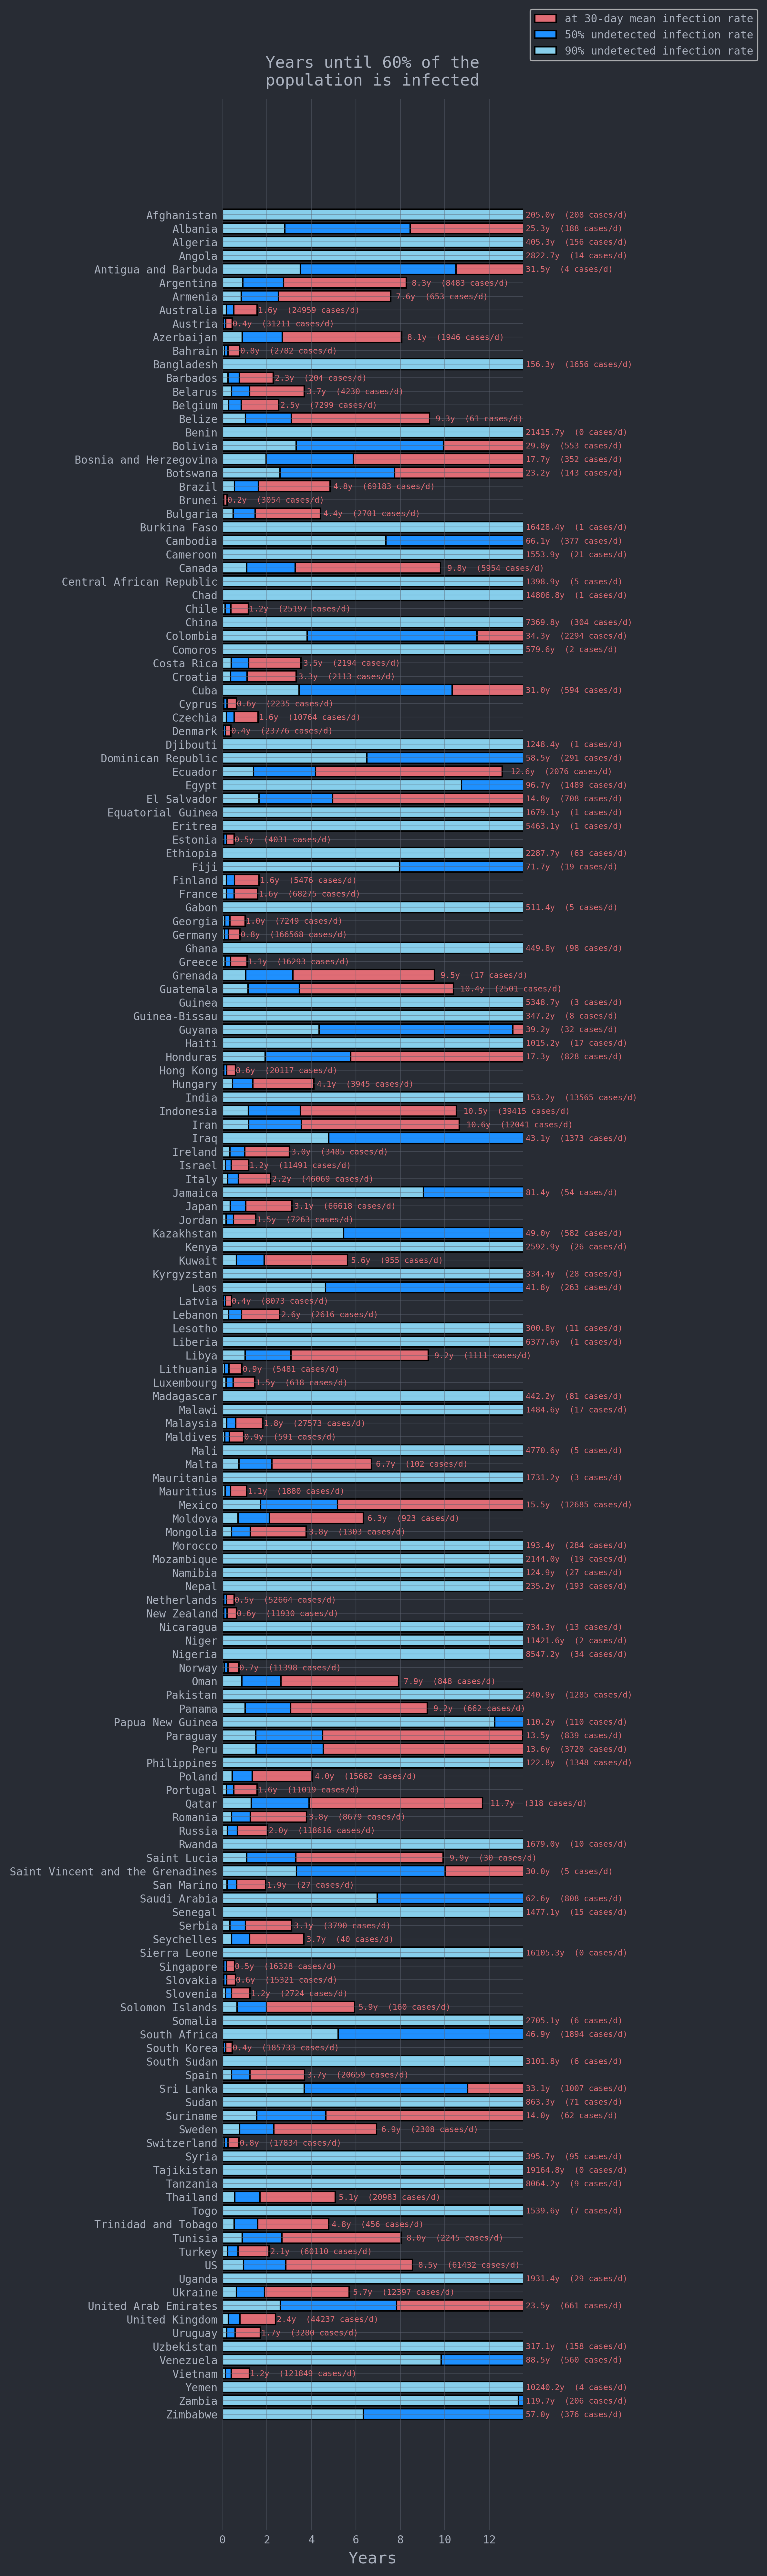 at 30-day mean infection rate
50% undetected infection rate
90% undetected infection rate
Years until 60% of the
population is infected
Afghanistan 205.0y (208 cases/d)
Albania 25.3y (188 cases/d)
Algeria 405.3y (156 cases/d)
Angola 2822.7y (14 cases/d)
Antigua and Barbuda 31.5y (4 cases/d)
Argentina 8.3y (8483 cases/d)
Armenia 7.6y (653 cases/d)
Australia 1.6y (24959 cases/d)
Austria 0.4y (31211 cases/d)
Azerbaijan 8.1y (1946 cases/d)
Bahrain 0.8y (2782 cases/d)
Bangladesh 156.3y (1656 cases/d)
Barbados 2.3y (204 cases/d)
Belarus 3.7y (4230 cases/d)
Belgium 2.5y (7299 cases/d)
Belize 9.3y (61 cases/d)
Benin 21415.7y (0 cases/d)
Bolivia 29.8y (553 cases/d)
Bosnia and Herzegovina 17.7y (352 cases/d)
Botswana 23.2y (143 cases/d)
Brazil 4.8y (69183 cases/d)
Brunei 0.2y (3054 cases/d)
Bulgaria 4.4y (2701 cases/d)
Burkina Faso 16428.4y (1 cases/d)
Cambodia 66.1y (377 cases/d)
Cameroon 1553.9y (21 cases/d)
Canada 9.8y (5954 cases/d)
Central African Republic 1398.9y (5 cases/d)
Chad 14806.8y (1 cases/d)
Chile 1.2y (25197 cases/d)
China 7369.8y (304 cases/d)
Colombia 34.3y (2294 cases/d)
Comoros 579.6y (2 cases/d)
Costa Rica 3.5y (2194 cases/d)
Croatia 3.3y (2113 cases/d)
Cuba 31.0y (594 cases/d)
Cyprus 0.6y (2235 cases/d)
Czechia 1.6y (10764 cases/d)
Denmark 0.4y (23776 cases/d)
Djibouti 1248.4y (1 cases/d)
Dominican Republic 58.5y (291 cases/d)
Ecuador 12.6y (2076 cases/d)
Egypt 96.7y (1489 cases/d)
El Salvador 14.8y (708 cases/d)
Equatorial Guinea 1679.1y (1 cases/d)
Eritrea 5463.1y (1 cases/d)
Estonia 0.5y (4031 cases/d)
Ethiopia 2287.7y (63 cases/d)
Fiji 71.7y (19 cases/d)
Finland 1.6y (5476 cases/d)
France 1.6y (68275 cases/d)
Gabon 511.4y (5 cases/d)
Georgia 1.0y (7249 cases/d)
Germany 0.8y (166568 cases/d)
Ghana 449.8y (98 cases/d)
Greece 1.1y (16293 cases/d)
Grenada 9.5y (17 cases/d)
Guatemala 10.4y (2501 cases/d)
Guinea 5348.7y (3 cases/d)
Guinea-Bissau 347.2y (8 cases/d)
Guyana 39.2y (32 cases/d)
Haiti 1015.2y (17 cases/d)
Honduras 17.3y (828 cases/d)
Hong Kong 0.6y (20117 cases/d)
Hungary 4.1y (3945 cases/d)
India 153.2y (13565 cases/d)
Indonesia 10.5y (39415 cases/d)
Iran 10.6y (12041 cases/d)
Iraq 43.1y (1373 cases/d)
Ireland 3.0y (3485 cases/d)
Israel 1.2y (11491 cases/d)
Italy 2.2y (46069 cases/d)
Jamaica 81.4y (54 cases/d)
Japan 3.1y (66618 cases/d)
Jordan 1.5y (7263 cases/d)
Kazakhstan 49.0y (582 cases/d)
Kenya 2592.9y (26 cases/d)
Kuwait 5.6y (955 cases/d)
Kyrgyzstan 334.4y (28 cases/d)
Laos 41.8y (263 cases/d)
Latvia 0.4y (8073 cases/d)
Lebanon 2.6y (2616 cases/d)
Lesotho 300.8y (11 cases/d)
Liberia 6377.6y (1 cases/d)
Libya 9.2y (1111 cases/d)
Lithuania 0.9y (5481 cases/d)
Luxembourg 1.5y (618 cases/d)
Madagascar 442.2y (81 cases/d)
Malawi 1484.6y (17 cases/d)
Malaysia 1.8y (27573 cases/d)
Maldives 0.9y (591 cases/d)
Mali 4770.6y (5 cases/d)
Malta 6.7y (102 cases/d)
Mauritania 1731.2y (3 cases/d)
Mauritius 1.1y (1880 cases/d)
Mexico 15.5y (12685 cases/d)
Moldova 6.3y (923 cases/d)
Mongolia 3.8y (1303 cases/d)
Morocco 193.4y (284 cases/d)
Mozambique 2144.0y (19 cases/d)
Namibia 124.9y (27 cases/d)
Nepal 235.2y (193 cases/d)
Netherlands 0.5y (52664 cases/d)
New Zealand 0.6y (11930 cases/d)
Nicaragua 734.3y (13 cases/d)
Niger 11421.6y (2 cases/d)
Nigeria 8547.2y (34 cases/d)
Norway 0.7y (11398 cases/d)
Oman 7.9y (848 cases/d)
Pakistan 240.9y (1285 cases/d)
Panama 9.2y (662 cases/d)
Papua New Guinea 110.2y (110 cases/d)
Paraguay 13.5y (839 cases/d)
Peru 13.6y (3720 cases/d)
Philippines 122.8y (1348 cases/d)
Poland 4.0y (15682 cases/d)
Portugal 1.6y (11019 cases/d)
Qatar 11.7y (318 cases/d)
Romania 3.8y (8679 cases/d)
Russia 2.0y (118616 cases/d)
Rwanda 1679.0y (10 cases/d)
Saint Lucia 9.9y (30 cases/d)
Saint Vincent and the Grenadines 30.0y (5 cases/d)
San Marino 1.9y (27 cases/d)
Saudi Arabia 62.6y (808 cases/d)
Senegal 1477.1y (15 cases/d)
Serbia 3.1y (3790 cases/d)
Seychelles 3.7y (40 cases/d)
Sierra Leone 16105.3y (0 cases/d)
Singapore 0.5y (16328 cases/d)
Slovakia 0.6y (15321 cases/d)
Slovenia 1.2y (2724 cases/d)
Solomon Islands 5.9y (160 cases/d)
Somalia 2705.1y (6 cases/d)
South Africa 46.9y (1894 cases/d)
South Korea 0.4y (185733 cases/d)
South Sudan 3101.8y (6 cases/d)
Spain 3.7y (20659 cases/d)
Sri Lanka 33.1y (1007 cases/d)
Sudan 863.3y (71 cases/d)
Suriname 14.0y (62 cases/d)
Sweden 6.9y (2308 cases/d)
Switzerland 0.8y (17834 cases/d)
Syria 395.7y (95 cases/d)
Tajikistan 19164.8y (0 cases/d)
Tanzania 8064.2y (9 cases/d)
Thailand 5.1y (20983 cases/d)
Togo 1539.6y (7 cases/d)
Trinidad and Tobago 4.8y (456 cases/d)
Tunisia 8.0y (2245 cases/d)
Turkey 2.1y (60110 cases/d)
US 8.5y (61432 cases/d)
Uganda 1931.4y (29 cases/d)
Ukraine 5.7y (12397 cases/d)
United Arab Emirates 23.5y (661 cases/d)
United Kingdom 2.4y (44237 cases/d)
Uruguay 1.7y (3280 cases/d)
Uzbekistan 317.1y (158 cases/d)
Venezuela 88.5y (560 cases/d)
Vietnam 1.2y (121849 cases/d)
Yemen 10240.2y (4 cases/d)
Zambia 119.7y (206 cases/d)
Zimbabwe 57.0y (376 cases/d)
0 2 4 6 8 10 12
Years